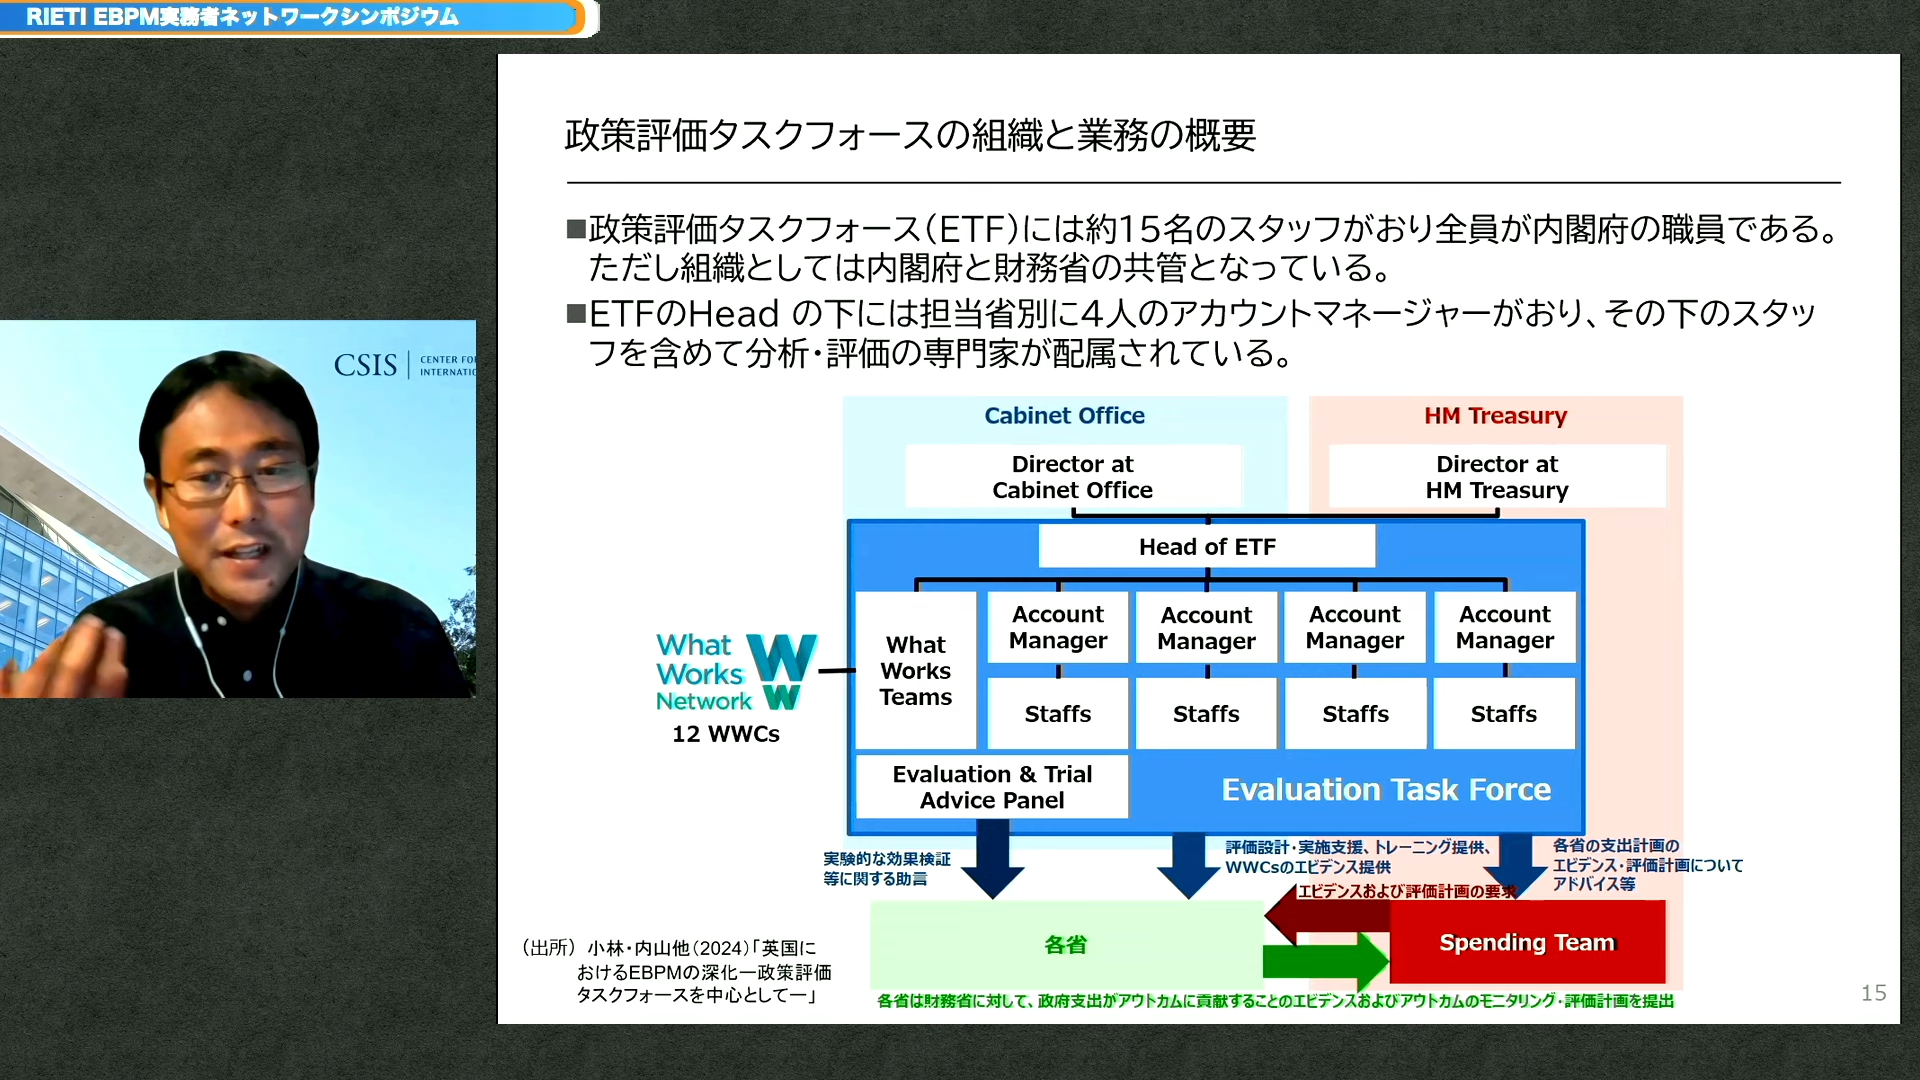 RIETI EBPM実務者ネットワークシンポジウム
CSIS
CENTER FO
INTERNATIO
政策評価タスクフォースの組織と業務の概要
■政策評価タスクフォース(ETF)には約15名のスタッフがおり全員が内閣府の職員である。
ただし組織としては内閣府と財務省の共管となっている。
■ETFのHead の下には担当省別に4人のアカウントマネージャーがおり、その下のスタッ
フを含めて分析・評価の専門家が配属されている。
Cabinet Office
HM Treasury
Director at
Cabinet Office
Director at
HM Treasury
Head of ETF
What
Works
Teams
Account
Manager
Account
Manager
Account
Manager
Account
Manager
Staffs
Staffs
Staffs
Staffs
What
Works
Network
W
W
12 WWCs
Evaluation & Trial
Advice Panel
Evaluation Task Force
実験的な効果検証
等に関する助言
評価設計・実施支援、トレーニング提供、
WWCsのエビデンス提供
各省の支出計画の
エビデンス・評価計画について
アドバイス等
エビデンスおよび評価計画の要求
各省
Spending Team
各省は財務省に対して、政府支出がアウトカムに貢献することのエビデンスおよびアウトカムのモニタリング・評価計画を提出
(出所) 小林・内山他(2024)「英国に
おけるEBPMの深化―政策評価
タスクフォースを中心として―」
15